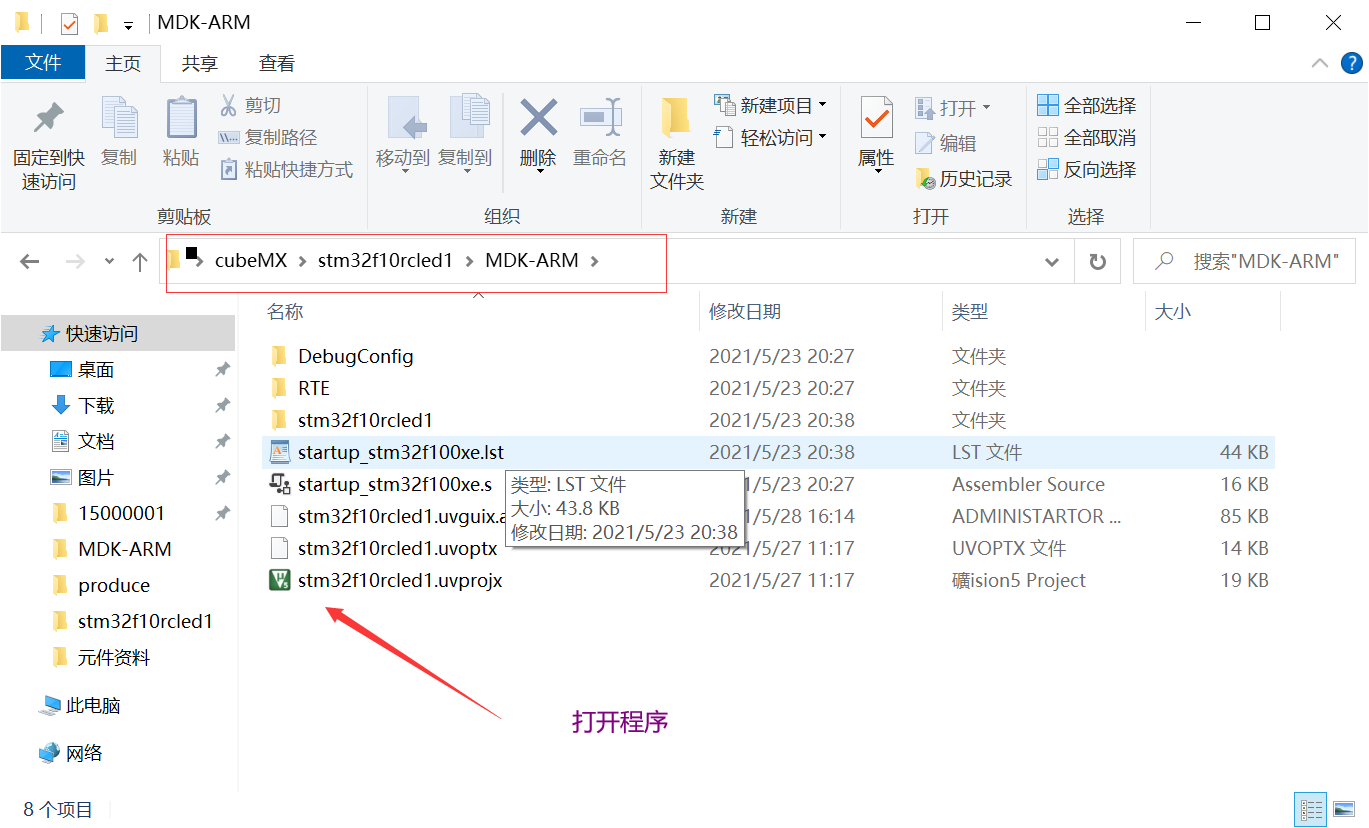 MDK-ARM
文件 主页 共享 查看
固定到快速访问
复制
粘贴
剪切
复制路径
粘贴快捷方式
剪贴板
移动到
复制到
删除
重命名
组织
新建文件夹
新建项目
轻松访问
新建
属性
打开
编辑
历史记录
打开
全部选择
全部取消
反向选择
选择
cubeMX > stm32f10rcled1 > MDK-ARM >
搜索"MDK-ARM"
名称 修改日期 类型 大小
快速访问
桌面
下载
文档
图片
15000001
MDK-ARM
produce
stm32f10rcled1
元件资料
此电脑
网络
DebugConfig 2021/5/23 20:27 文件夹
RTE 2021/5/23 20:27 文件夹
stm32f10rcled1 2021/5/23 20:38 文件夹
startup_stm32f100xe.lst 2021/5/23 20:38 LST 文件 44 KB
startup_stm32f100xe.s 1/5/23 20:27 Assembler Source 16 KB
stm32f10rcled1.uvguix.a 1/5/28 16:14 ADMINISTARTOR ... 85 KB
stm32f10rcled1.uvoptx 2021/5/27 11:17 UVOPTX 文件 14 KB
stm32f10rcled1.uvprojx 2021/5/27 11:17 礦ision5 Project 19 KB
类型: LST 文件
大小: 43.8 KB
修改日期: 2021/5/23 20:38
打开程序
8 个项目